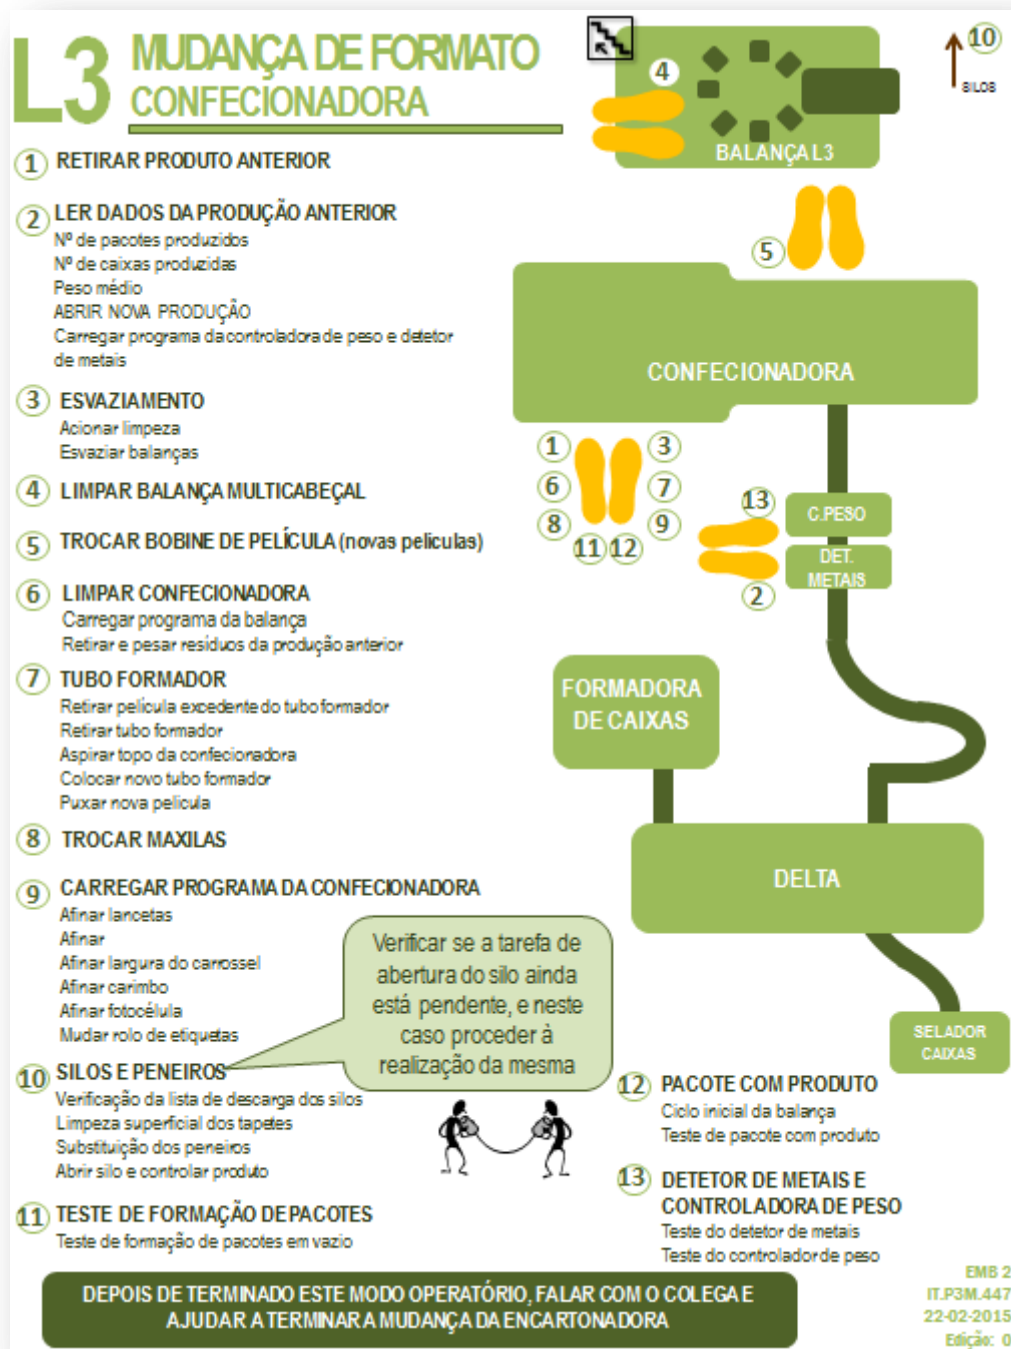 L3 MUDANÇA DE FORMATO
CONFECIONADORA
1 RETIRAR PRODUTO ANTERIOR
2 LER DADOS DA PRODUÇÃO ANTERIOR
Nº de pacotes produzidos
Nº de caixas produzidas
Peso médio
ABRIR NOVA PRODUÇÃO
Carregar programa da controladora de peso e detetor
de metais
3 ESVAZIAMENTO
Acionar limpeza
Esvaziar balanças
4 LIMPAR BALANÇA MULTICABEÇAL
5 TROCAR BOBINE DE PELÍCULA (novas peliculas)
6 LIMPAR CONFECIONADORA
Carregar programa da balança
Retirar e pesar resíduos da produção anterior
7 TUBO FORMADOR
Retirar película excedente do tubo formador
Retirar tubo formador
Aspirar topo da confecionadora
Colocar novo tubo formador
Puxar nova pelicula
8 TROCAR MAXILAS
9 CARREGAR PROGRAMA DA CONFECIONADORA
Afinar lancetas
Afinar
Afinar largura do carrossel
Afinar carimbo
Afinar fotocélula
Mudar rolo de etiquetas
10 SILOS E PENEIROS
Verificação da lista de descarga dos silos
Limpeza superficial dos tapetes
Substituição dos peneiros
Abrir silo e controlar produto
11 TESTE DE FORMAÇÃO DE PACOTES
Teste de formação de pacotes em vazio
Verificar se a tarefa de
abertura do silo ainda
está pendente, e neste
caso proceder à
realização da mesma
12 PACOTE COM PRODUTO
Ciclo inicial da balança
Teste de pacote com produto
13 DETETOR DE METAIS E
CONTROLADORA DE PESO
Teste do detetor de metais
Teste do controlador de peso
4
BALANÇA L3
10
SILOS
5
CONFECIONADORA
1 3
6 7
8 9
11 12
13
C.PESO
DET.
METAIS
2
FORMADORA
DE CAIXAS
DELTA
SELADOR
CAIXAS
DEPOIS DE TERMINADO ESTE MODO OPERATÓRIO, FALAR COM O COLEGA E
AJUDAR A TERMINAR A MUDANÇA DA ENCARTONADORA
EMB 2
IT.P3M.447
22-02-2015
Edição: 0